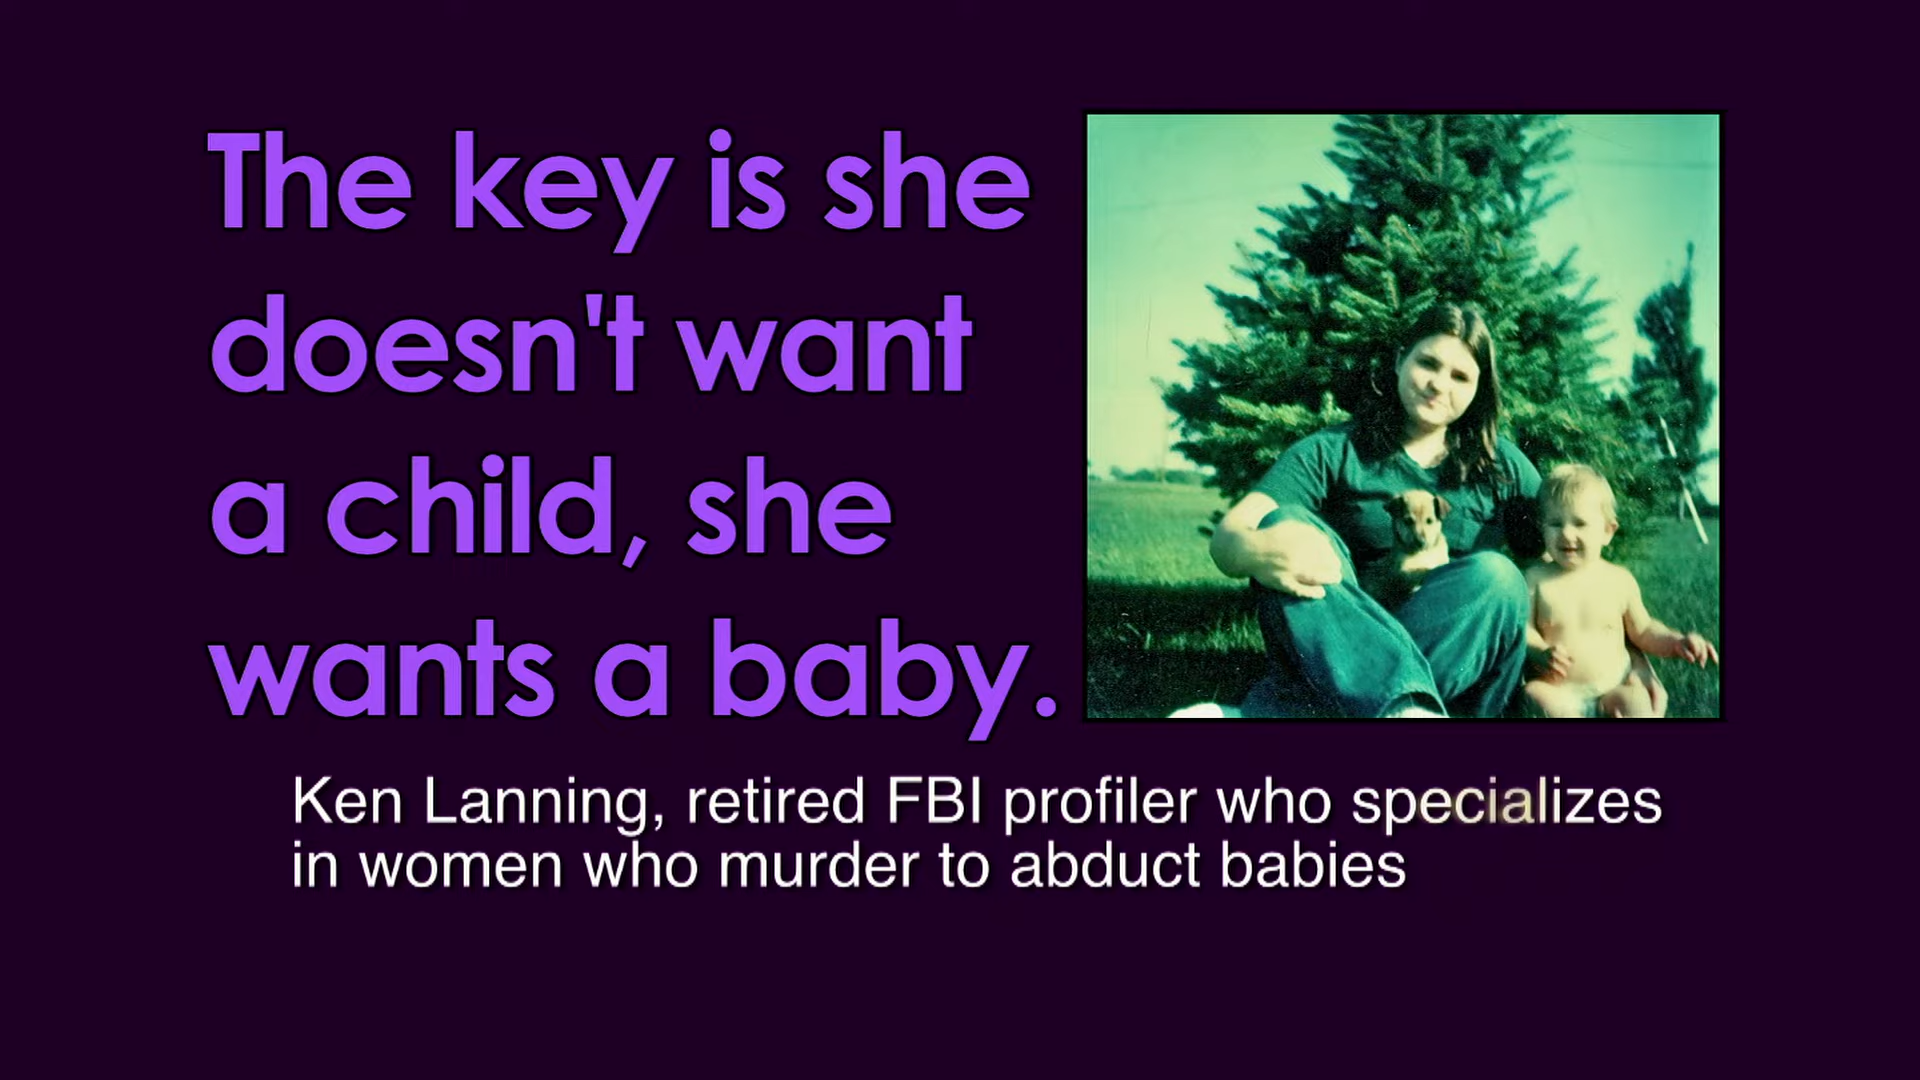 The key is she
doesn't want
a child, she
wants a baby.
Ken Lanning, retired FBI profiler who specializes
in women who murder to abduct babies